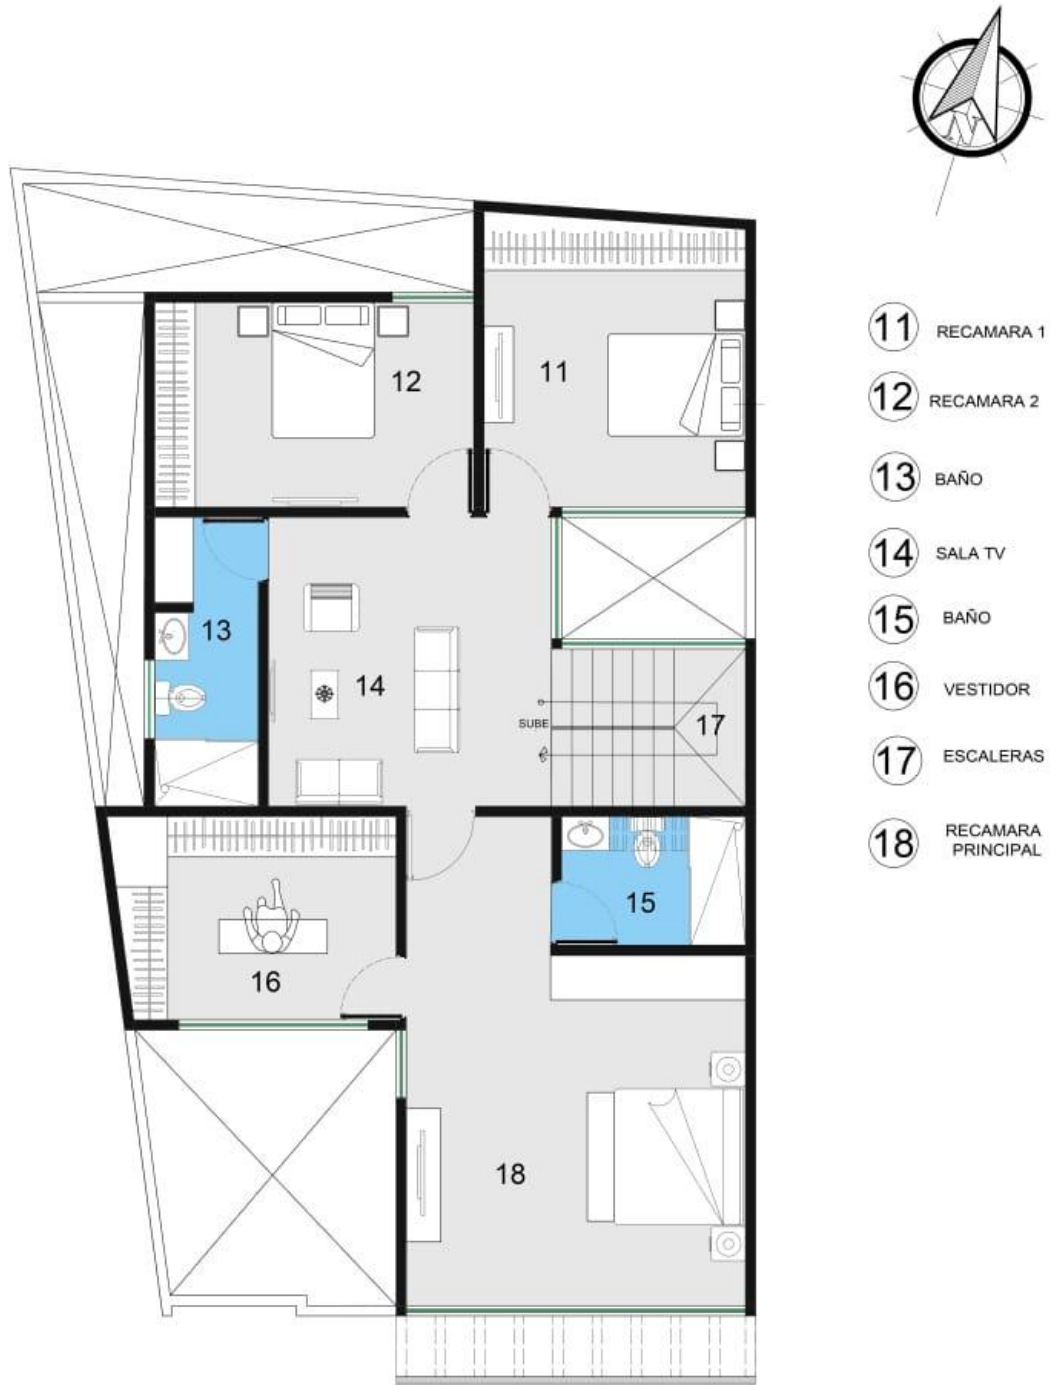 N
11 RECAMARA 1
12 RECAMARA 2
13 BAÑO
14 SALA TV
15 BAÑO
16 VESTIDOR
17 ESCALERAS
18 RECAMARA
PRINCIPAL
11
12
13
14
SUBE
17
15
16
18